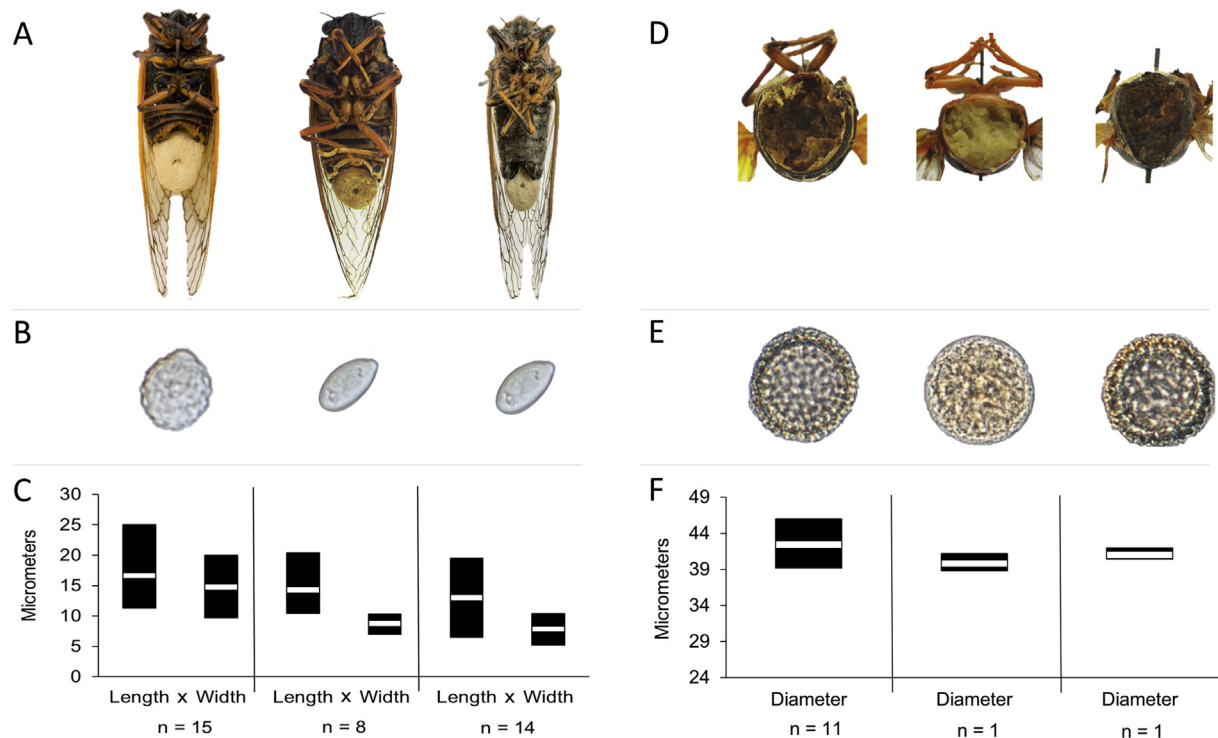 A
D
B
E
C
30
25
20
15
10
5
0
Micrometers
Length x Width
Length x Width
Length x Width
n = 15
n = 8
n = 14
F
49
44
39
34
29
24
Micrometers
Diameter
Diameter
Diameter
n = 11
n = 1
n = 1